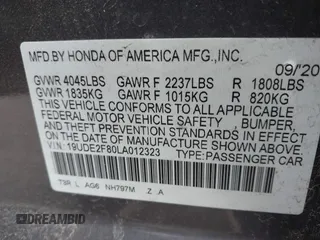 MFD.BY HONDA OF AMERICA MFG.,INC.
09/'20
GVWR 4045LBS GAWR F 2237LBS R 1808LBS
GVWR 1835KG GAWR F 1015KG R 820KG
THIS VEHICLE CONFORMS TO ALL APPLICABLE
FEDERAL MOTOR VEHICLE SAFETY, BUMPER, AND
THEFT PREVENTION STANDARDS IN EFFECT ON THE
DATE OF MANUFACTURE SHOWN ABOVE.
V.I.N.:19UDE2F80LA012323 TYPE:PASSENGER CAR
T3R L AG6 NH797M Z A
DREAMBID